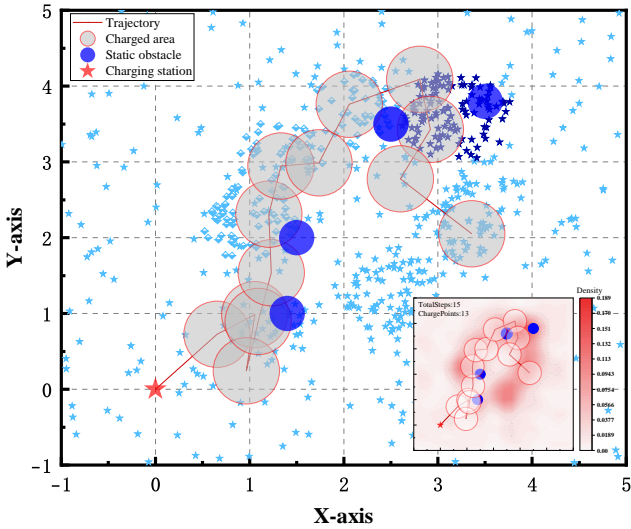 Trajectory
Charged area
Static obstacle
Charging station
5
4
3
2
1
0
-1
-1
0
1
2
3
4
5
Y-axis
X-axis
TotalSteps:15
ChargePoints:13
Density
0.189
0.170
0.151
0.132
0.113
0.0943
0.0754
0.0566
0.0377
0.0189
0.00